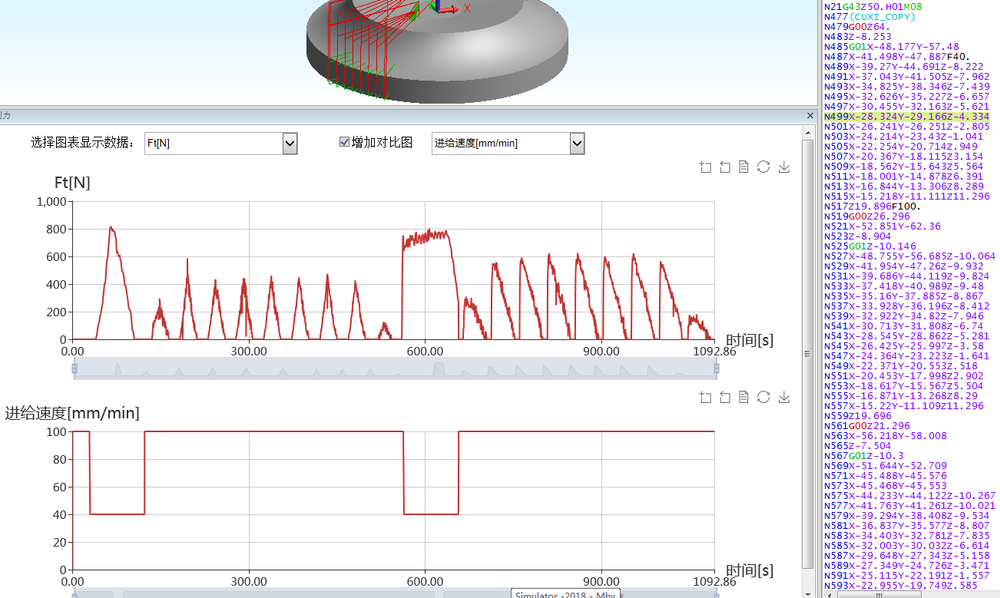 X
刂力
选择图表显示数据： Ft[N] 增加对比图 进给速度[mm/min]
Ft[N]
1,000
800
600
400
200
0
0.00 300.00 600.00 900.00 1092.86
时间[s]
进给速度[mm/min]
100
80
60
40
20
0
0.00 300.00 600.00 900.00 1092.86
时间[s]
Simulator -2018 - Mhy
N21G43Z50.H01M08
N477(CUXI_COPY)
N479G00Z64.
N483Z-8.253
N485G01X-48.177Y-57.48
N487X-41.498Y-47.887F40.
N489X-39.27Y-44.691Z-8.222
N491X-37.043Y-41.505Z-7.962
N493X-34.825Y-38.346Z-7.439
N495X-32.626Y-35.227Z-6.657
N497X-30.455Y-32.163Z-5.621
N499X-28.324Y-29.166Z-4.334
N501X-26.241Y-26.251Z-2.805
N503X-24.214Y-23.43Z-1.041
N505X-22.254Y-20.714Z.949
N507X-20.367Y-18.115Z3.154
N509X-18.562Y-15.643Z5.564
N511X-18.001Y-14.878Z6.391
N513X-16.844Y-13.306Z8.289
N515X-15.218Y-11.111Z11.296
N517Z19.896F100.
N519G00Z26.296
N521X-52.851Y-62.36
N523Z-8.904
N525G01Z-10.146
N527X-48.755Y-56.685Z-10.064
N529X-41.954Y-47.26Z-9.932
N531X-39.686Y-44.119Z-9.824
N533X-37.418Y-40.989Z-9.48
N535X-35.16Y-37.885Z-8.867
N537X-33.928Y-36.196Z-8.412
N539X-32.922Y-34.82Z-7.946
N541X-30.713Y-31.808Z-6.74
N543X-28.545Y-28.862Z-5.281
N545X-26.425Y-25.997Z-3.58
N547X-24.364Y-23.223Z-1.641
N549X-22.371Y-20.553Z.518
N551X-20.453Y-17.998Z2.902
N553X-18.617Y-15.567Z5.504
N555X-16.871Y-13.268Z8.29
N557X-15.22Y-11.109Z11.296
N559Z19.696
N561G00Z21.296
N563X-56.218Y-58.008
N565Z-7.504
N567G01Z-10.3
N569X-51.644Y-52.709
N571X-45.488Y-45.576
N573X-45.468Y-45.553
N575X-44.233Y-44.122Z-10.267
N577X-41.763Y-41.261Z-10.021
N579X-39.294Y-38.408Z-9.534
N581X-36.837Y-35.577Z-8.807
N583X-34.403Y-32.781Z-7.835
N585X-32.003Y-30.032Z-6.614
N587X-29.648Y-27.343Z-5.158
N589X-27.349Y-24.726Z-3.471
N591X-25.115Y-22.191Z-1.557
N593X-22.955Y-19.749Z.585